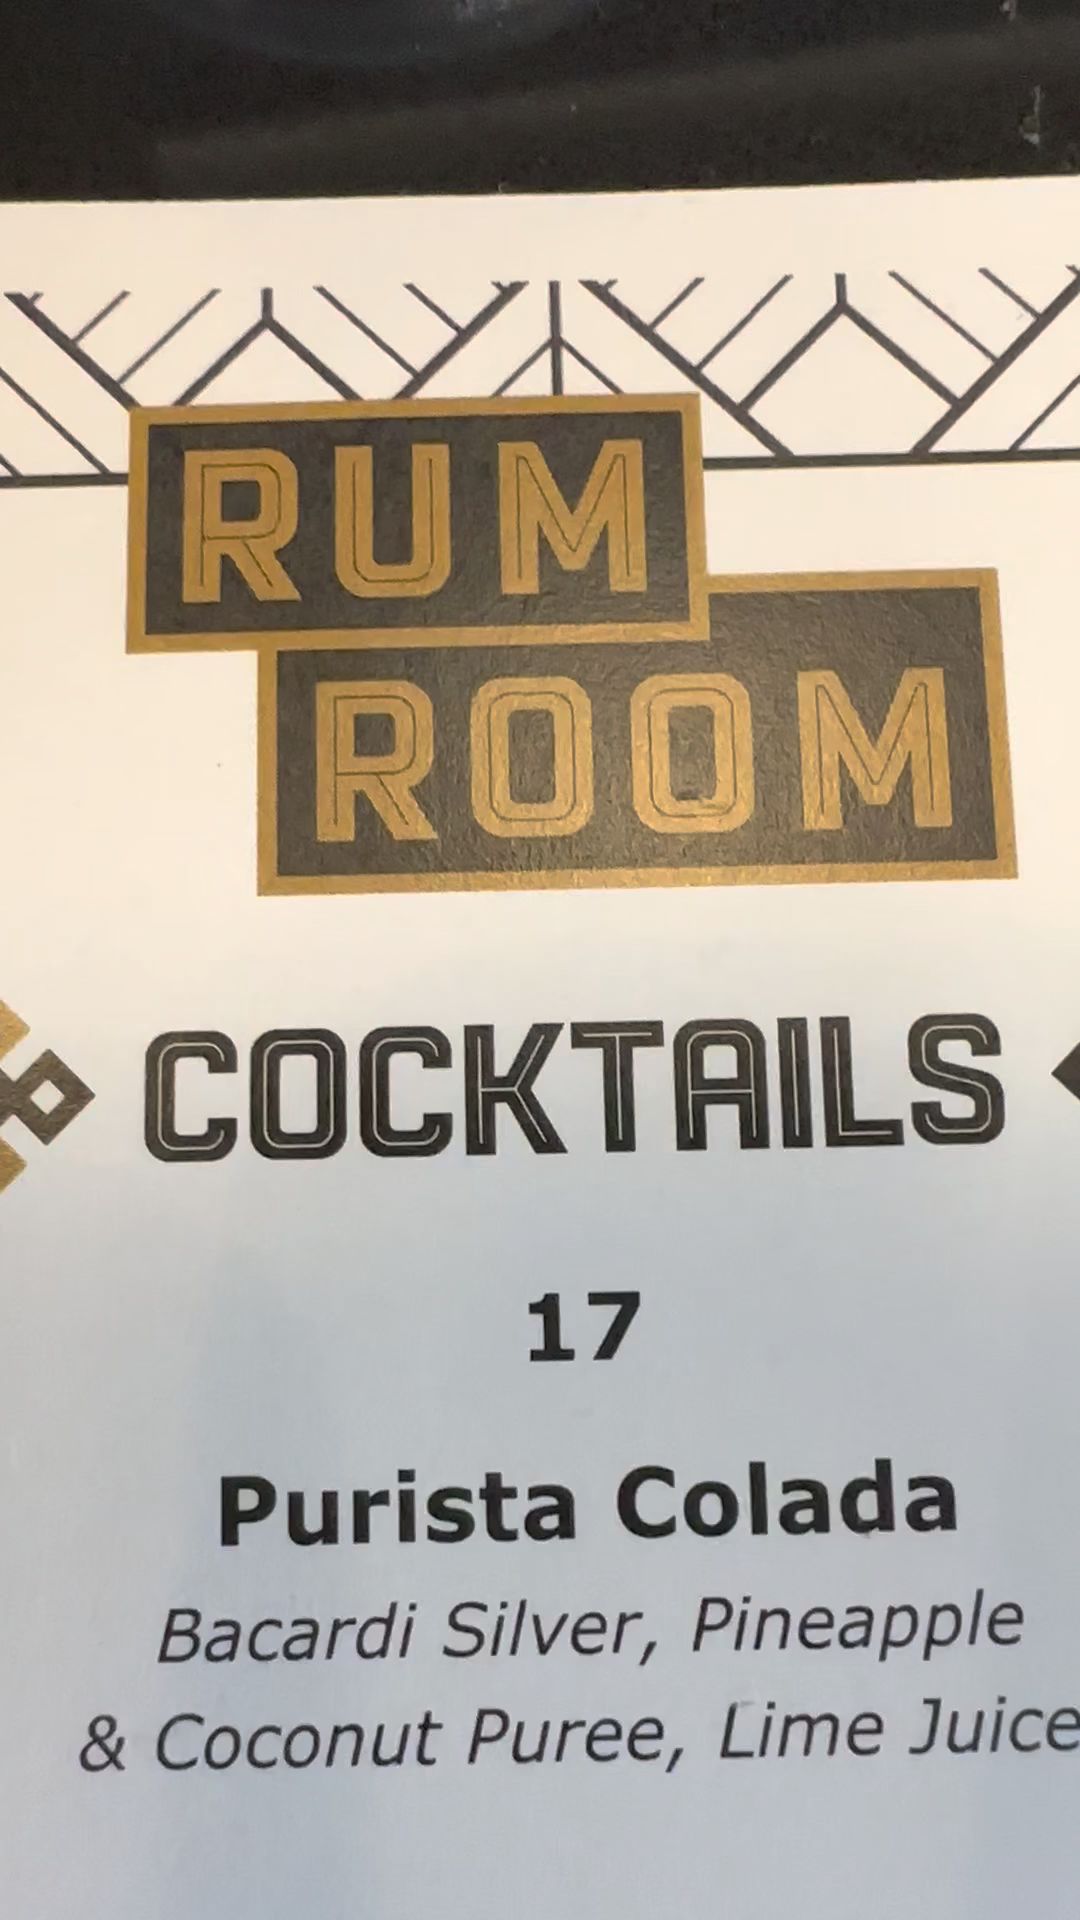 RUM
ROOM
COCKTAILS
17
Purista Colada
Bacardi Silver, Pineapple
& Coconut Puree, Lime Juice